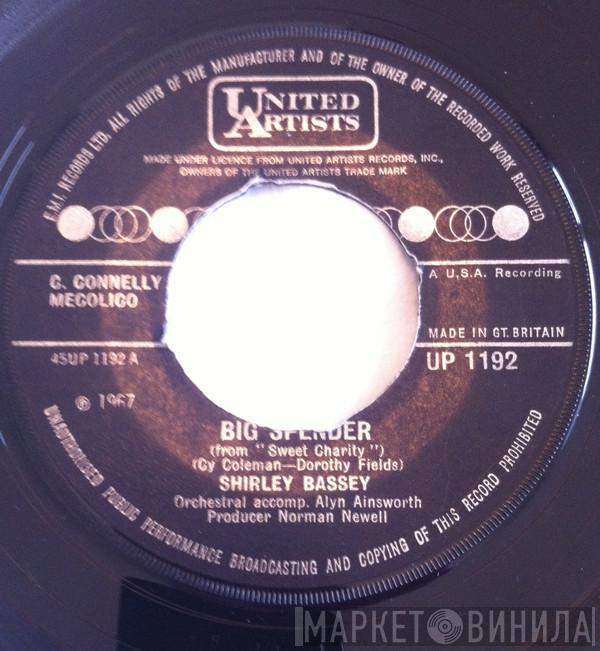 E.M.I. RECORDS LTD. ALL RIGHTS OF THE MANUFACTURER AND OF THE OWNER OF THE RECORDED WORK RESERVED
UNITED
ARTISTS
MADE UNDER LICENCE FROM UNITED ARTISTS RECORDS, INC.,
OWNERS OF THE UNITED ARTISTS TRADE MARK
C. CONNELLY
MECOLICO
A U.S.A. Recording
MADE IN GT. BRITAIN
45UP 1192 A
UP 1192
℗ 1967
BIG SPENDER
(from "Sweet Charity")
(Cy Coleman—Dorothy Fields)
SHIRLEY BASSEY
Orchestral accomp. Alyn Ainsworth
Producer Norman Newell
UNAUTHORISED PUBLIC PERFORMANCE BROADCASTING AND COPYING OF THIS RECORD PROHIBITED
МАРКЕТ ВИНИЛА